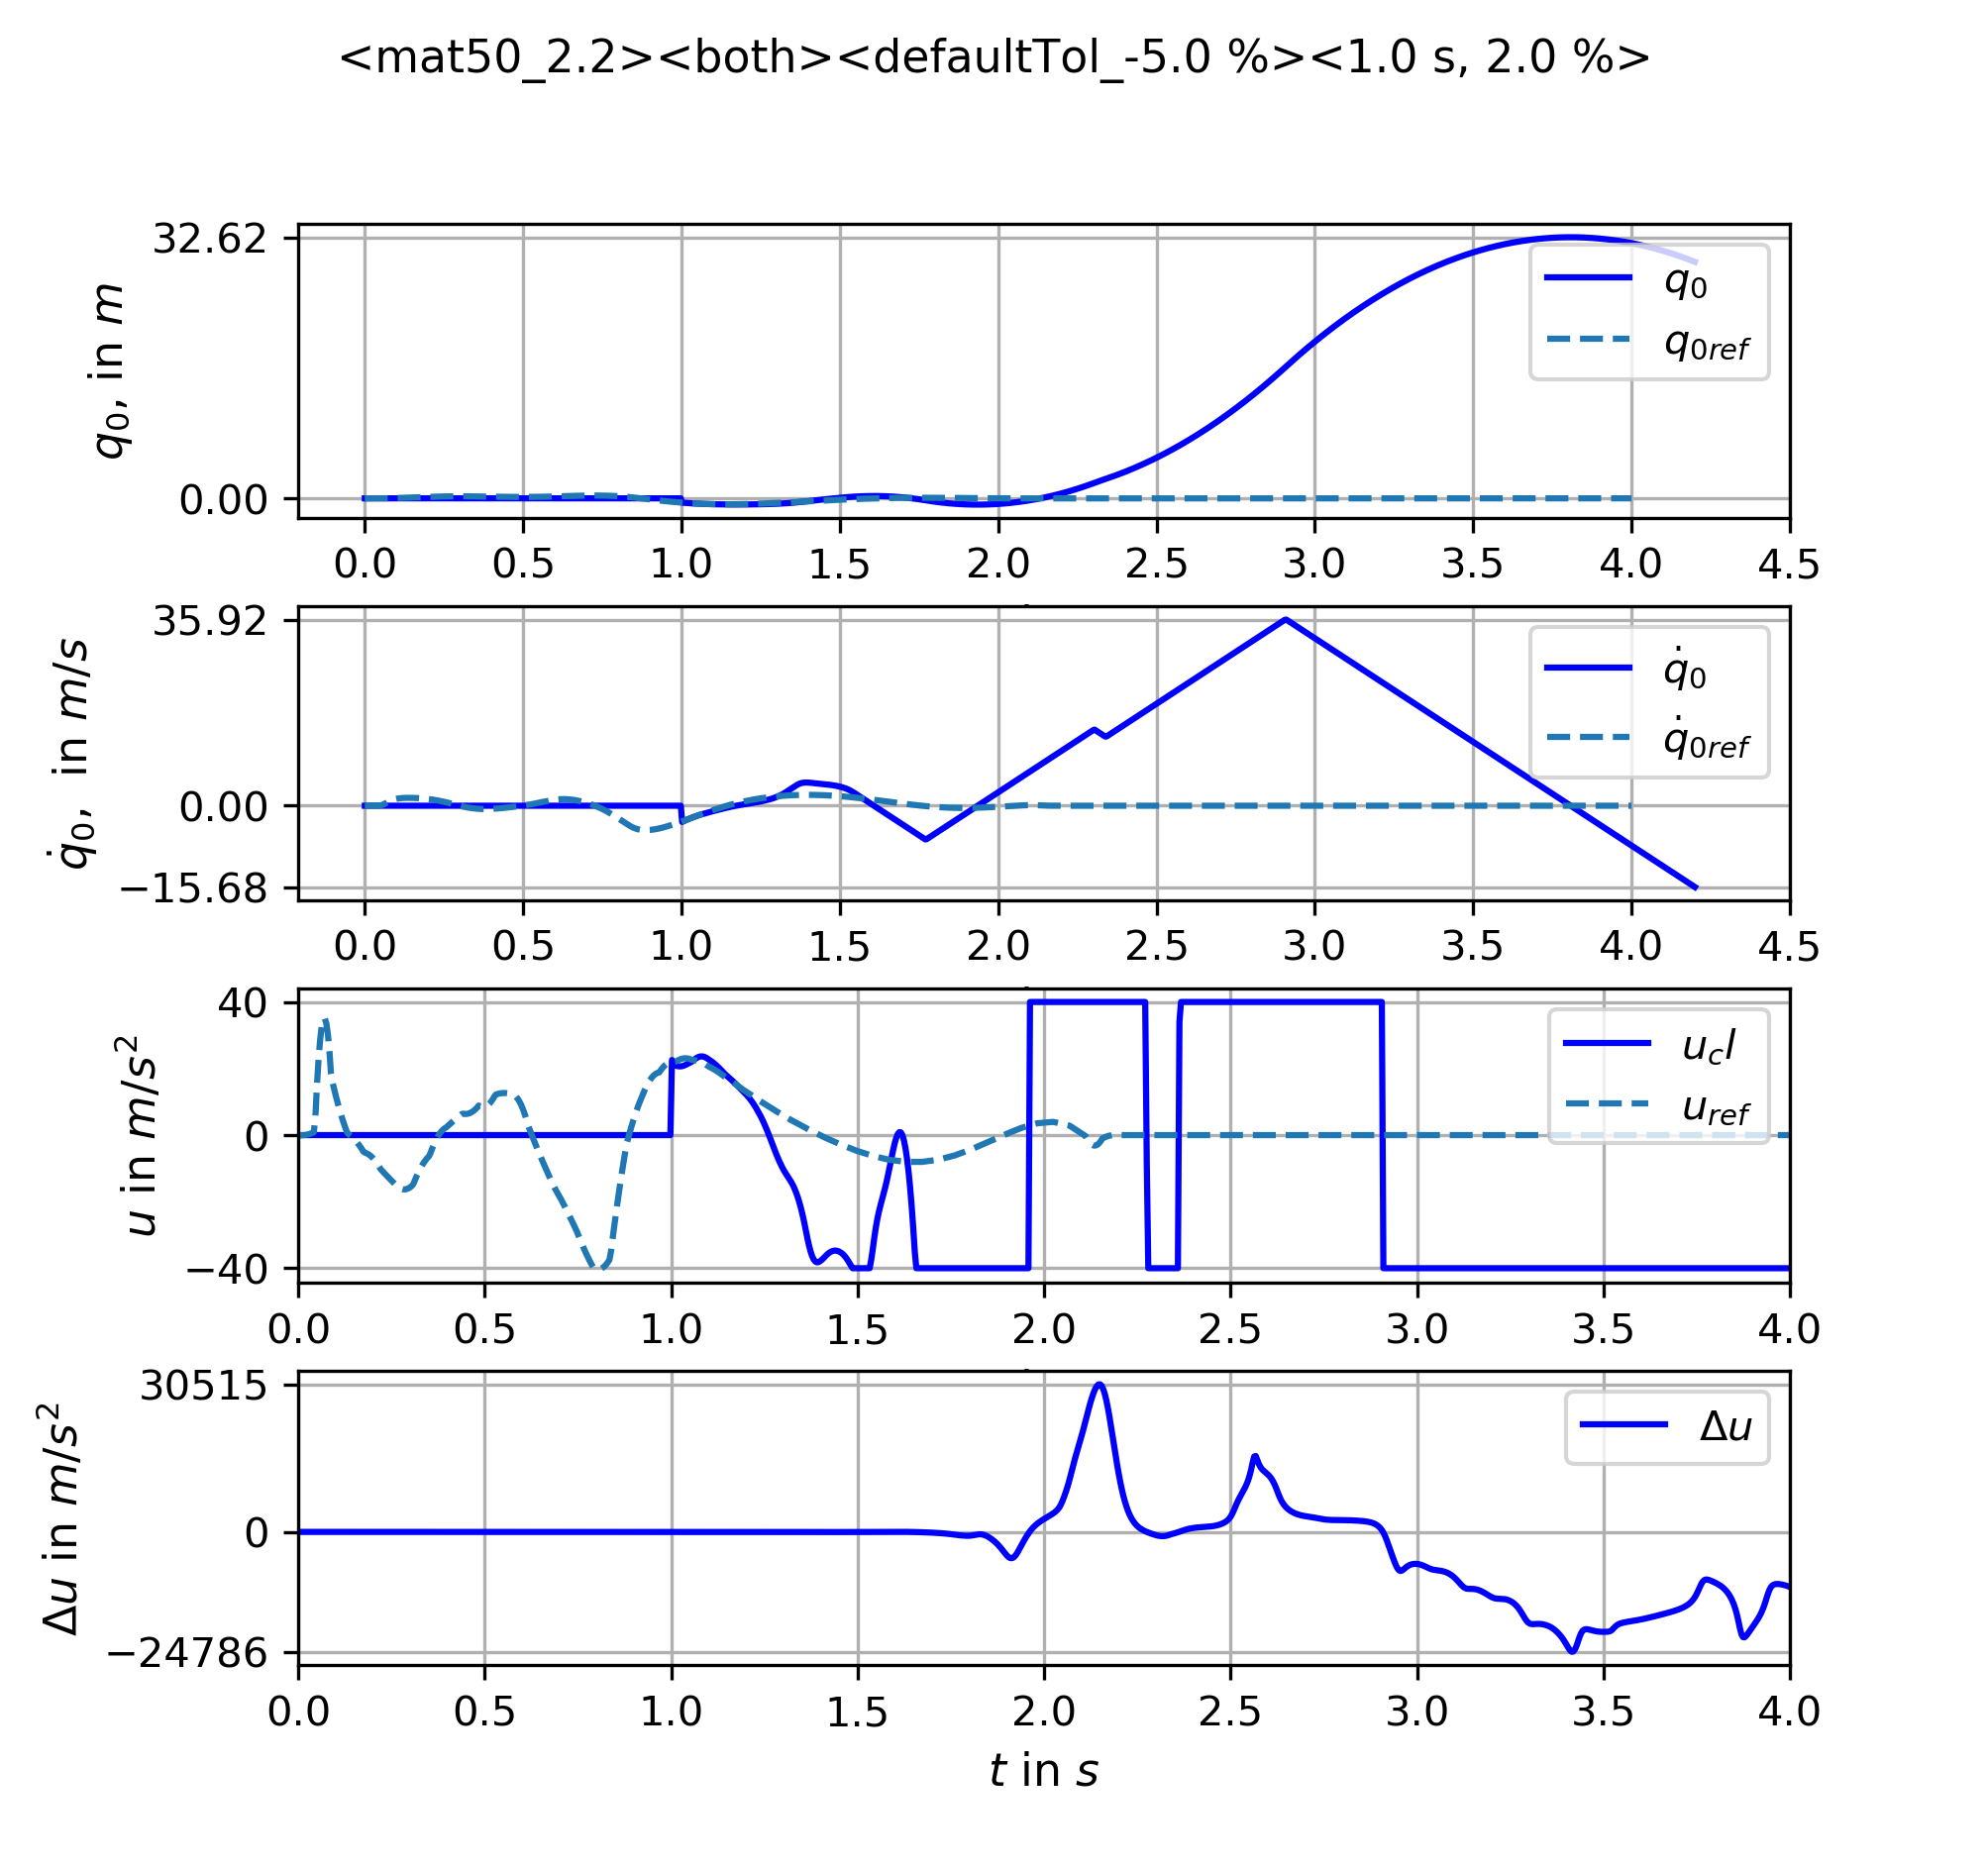 <mat50_2.2><both><defaultTol_-5.0 %><1.0 s, 2.0 %>
32.62
0.00
q₀, in m
q₀
q₀ref
0.0 0.5 1.0 1.5 2.0 2.5 3.0 3.5 4.0 4.5
35.92
0.00
−15.68
q̇₀, in m/s
q̇₀
q̇₀ref
0.0 0.5 1.0 1.5 2.0 2.5 3.0 3.5 4.0 4.5
40
0
−40
u in m/s²
u_cl
u_ref
0.0 0.5 1.0 1.5 2.0 2.5 3.0 3.5 4.0
30515
0
−24786
Δu in m/s²
Δu
0.0 0.5 1.0 1.5 2.0 2.5 3.0 3.5 4.0
t in s